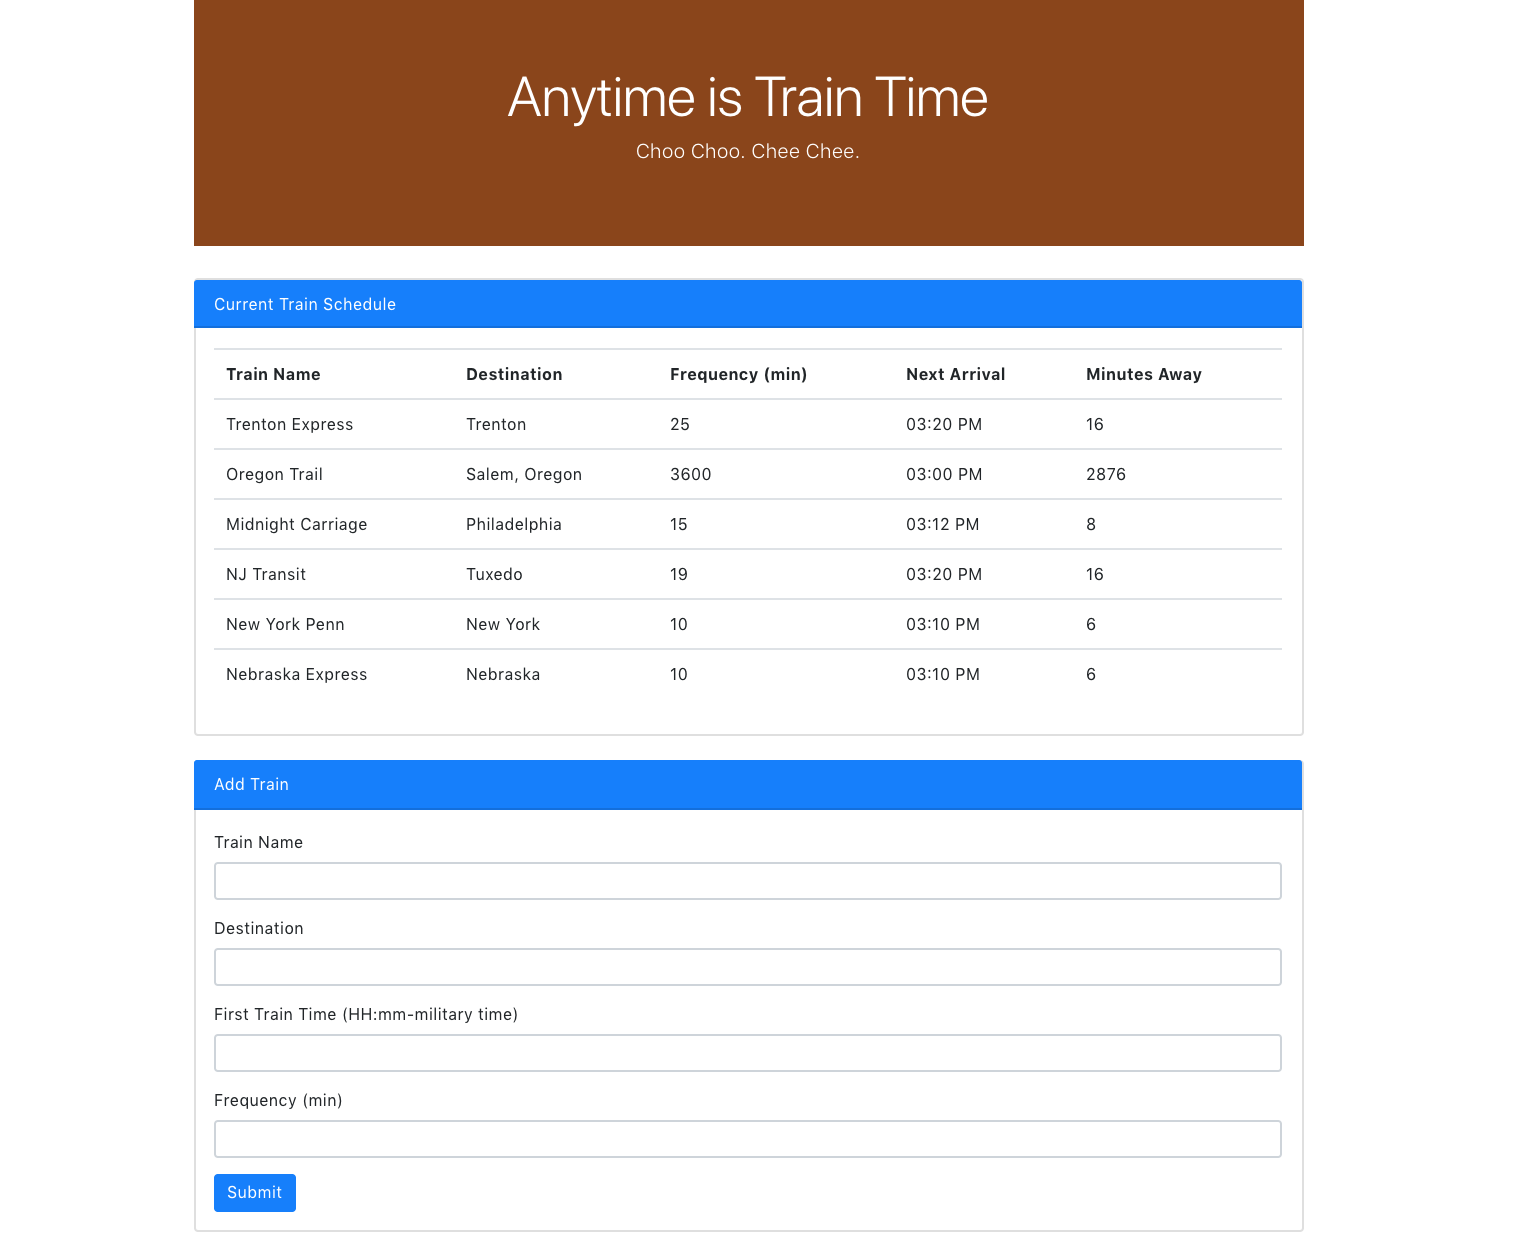 Anytime is Train Time
Choo Choo. Chee Chee.
Current Train Schedule
Train Name Destination Frequency (min) Next Arrival Minutes Away
Trenton Express Trenton 25 03:20 PM 16
Oregon Trail Salem, Oregon 3600 03:00 PM 2876
Midnight Carriage Philadelphia 15 03:12 PM 8
NJ Transit Tuxedo 19 03:20 PM 16
New York Penn New York 10 03:10 PM 6
Nebraska Express Nebraska 10 03:10 PM 6
Add Train
Train Name
Destination
First Train Time (HH:mm-military time)
Frequency (min)
Submit